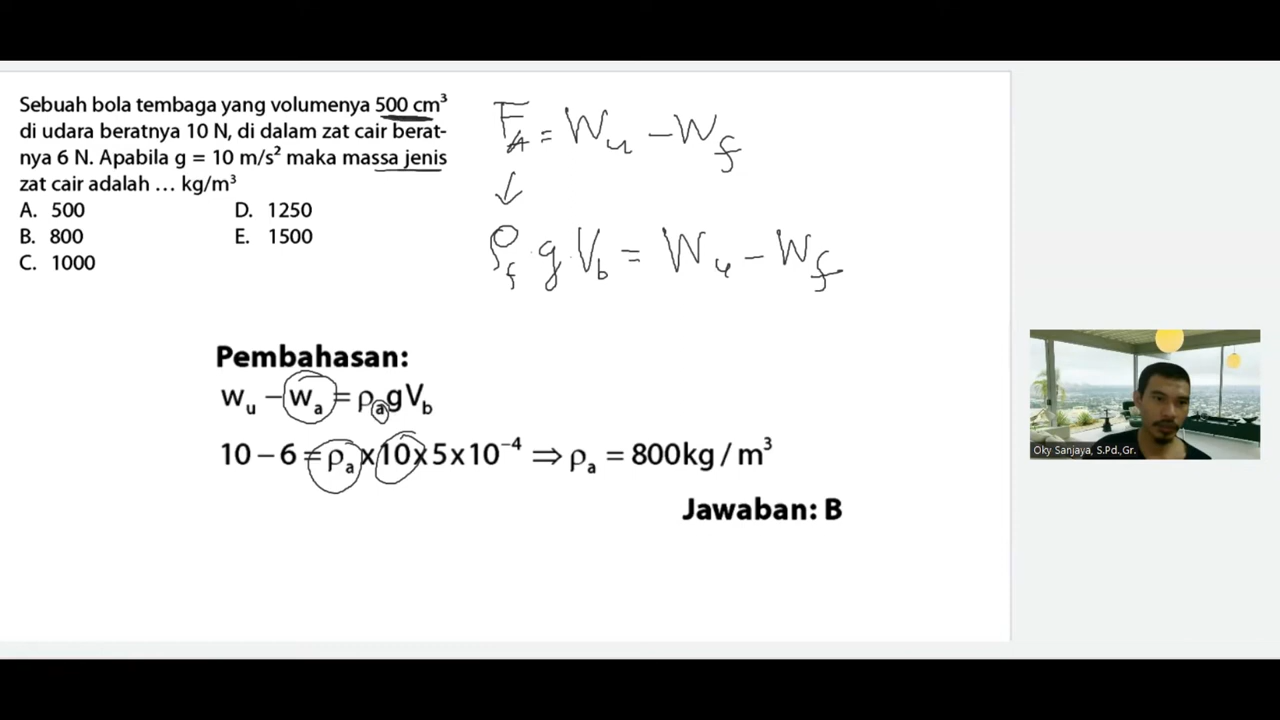 Sebuah bola tembaga yang volumenya 500 cm³
di udara beratnya 10 N, di dalam zat cair berat-
nya 6 N. Apabila g = 10 m/s² maka massa jenis
zat cair adalah ... kg/m³
A. 500
B. 800
C. 1000
D. 1250
E. 1500
F_A = W_u − W_f
↓
ρ_f · g · V_b = W_u − W_f
Pembahasan:
w_u − w_a = ρ_a g V_b
10 − 6 = ρ_a x 10 x 5 x 10⁻⁴ ⇒ ρ_a = 800 kg / m³
Jawaban: B
Oky Sanjaya, S.Pd.,Gr.